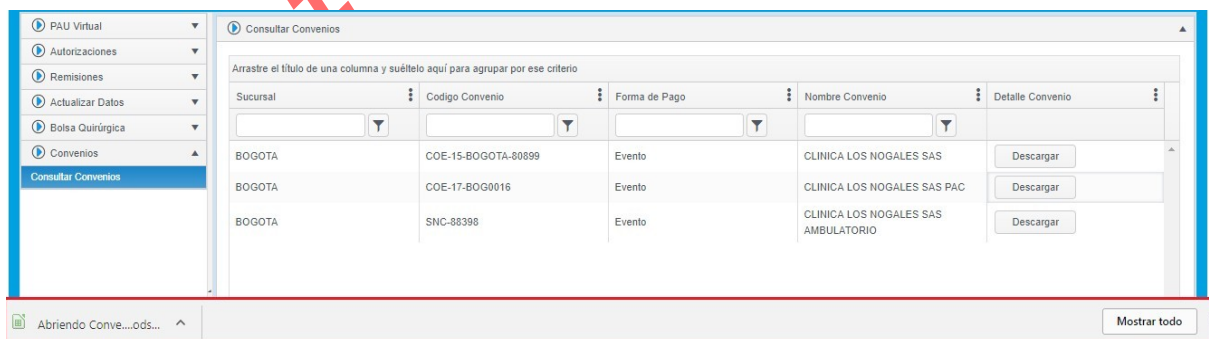 PAU Virtual
Autorizaciones
Remisiones
Actualizar Datos
Bolsa Quirúrgica
Convenios
Consultar Convenios
Consultar Convenios
Arrastre el título de una columna y suéltelo aquí para agrupar por ese criterio
Sucursal Codigo Convenio Forma de Pago Nombre Convenio Detalle Convenio
BOGOTA COE-15-BOGOTA-80899 Evento CLINICA LOS NOGALES SAS Descargar
BOGOTA COE-17-BOG0016 Evento CLINICA LOS NOGALES SAS PAC Descargar
BOGOTA SNC-88398 Evento CLINICA LOS NOGALES SAS AMBULATORIO Descargar
Abriendo Conve....ods... Mostrar todo